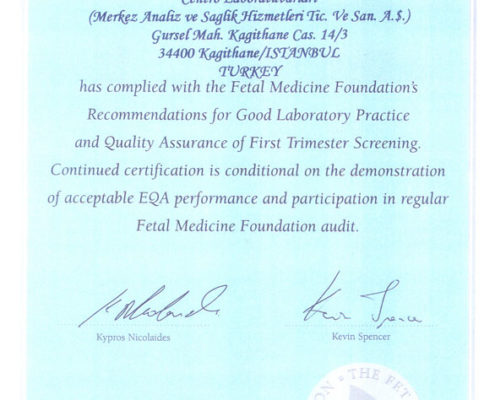 Centro Laboratuvarları
(Merkez Analiz ve Saglik Hizmetleri Tic. Ve San. A.Ş.)
Gursel Mah. Kagithane Cas. 14/3
34400 Kagithane/ISTANBUL
TURKEY
has complied with the Fetal Medicine Foundation's
Recommendations for Good Laboratory Practice
and Quality Assurance of First Trimester Screening.
Continued certification is conditional on the demonstration
of acceptable EQA performance and participation in regular
Fetal Medicine Foundation audit.
Kypros Nicolaides
Kevin Spencer
THE